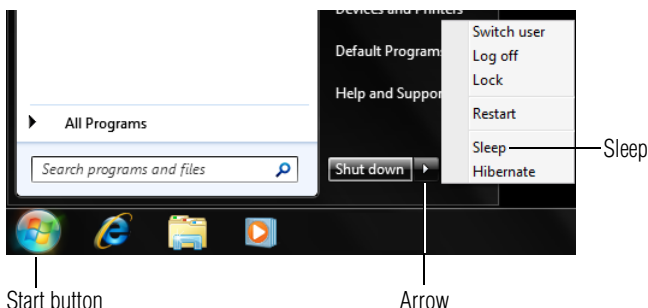 Devices and Printers
Default Programs
Help and Suppor
All Programs
Search programs and files
Shut down
Switch user
Log off
Lock
Restart
Sleep
Hibernate
Sleep
Start button
Arrow